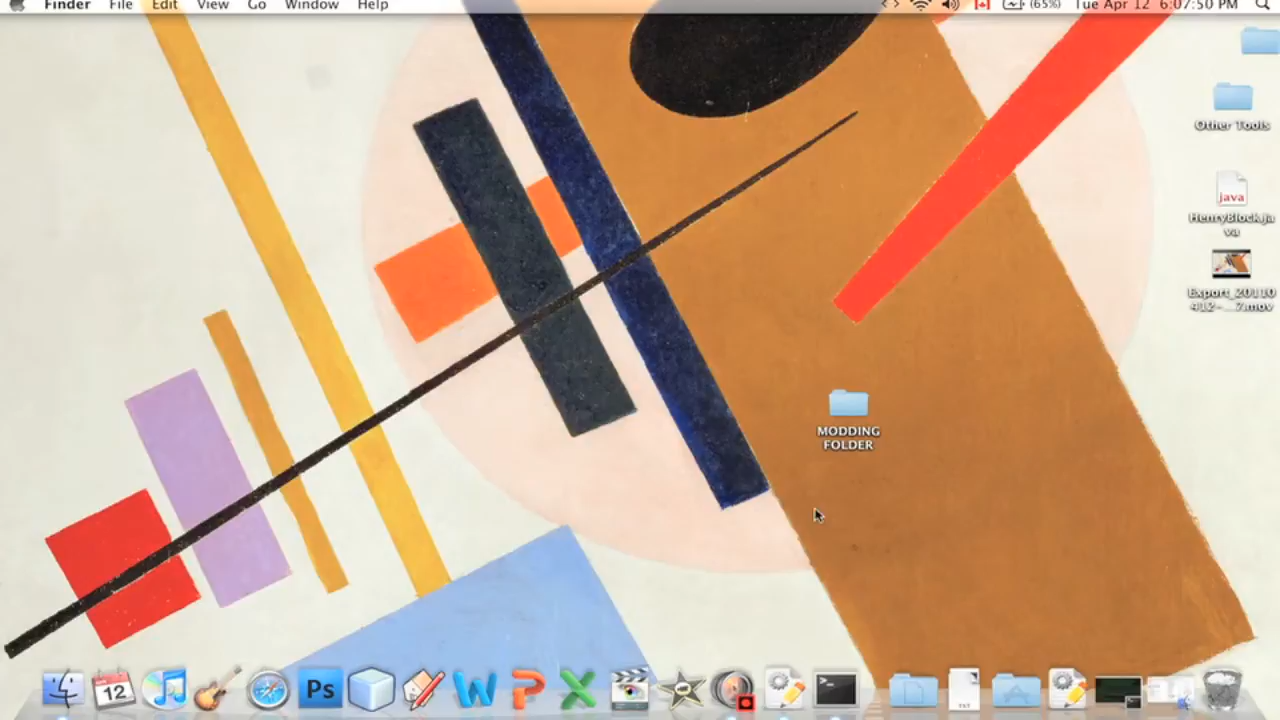 Finder File Edit View Go Window Help (65%) Tue Apr 12 6:07:50 PM
Other Tools
java
HenryBlock.ja
va
Export_20110
412-...7.mov
MODDING
FOLDER
12
Ps
W P X
TXT